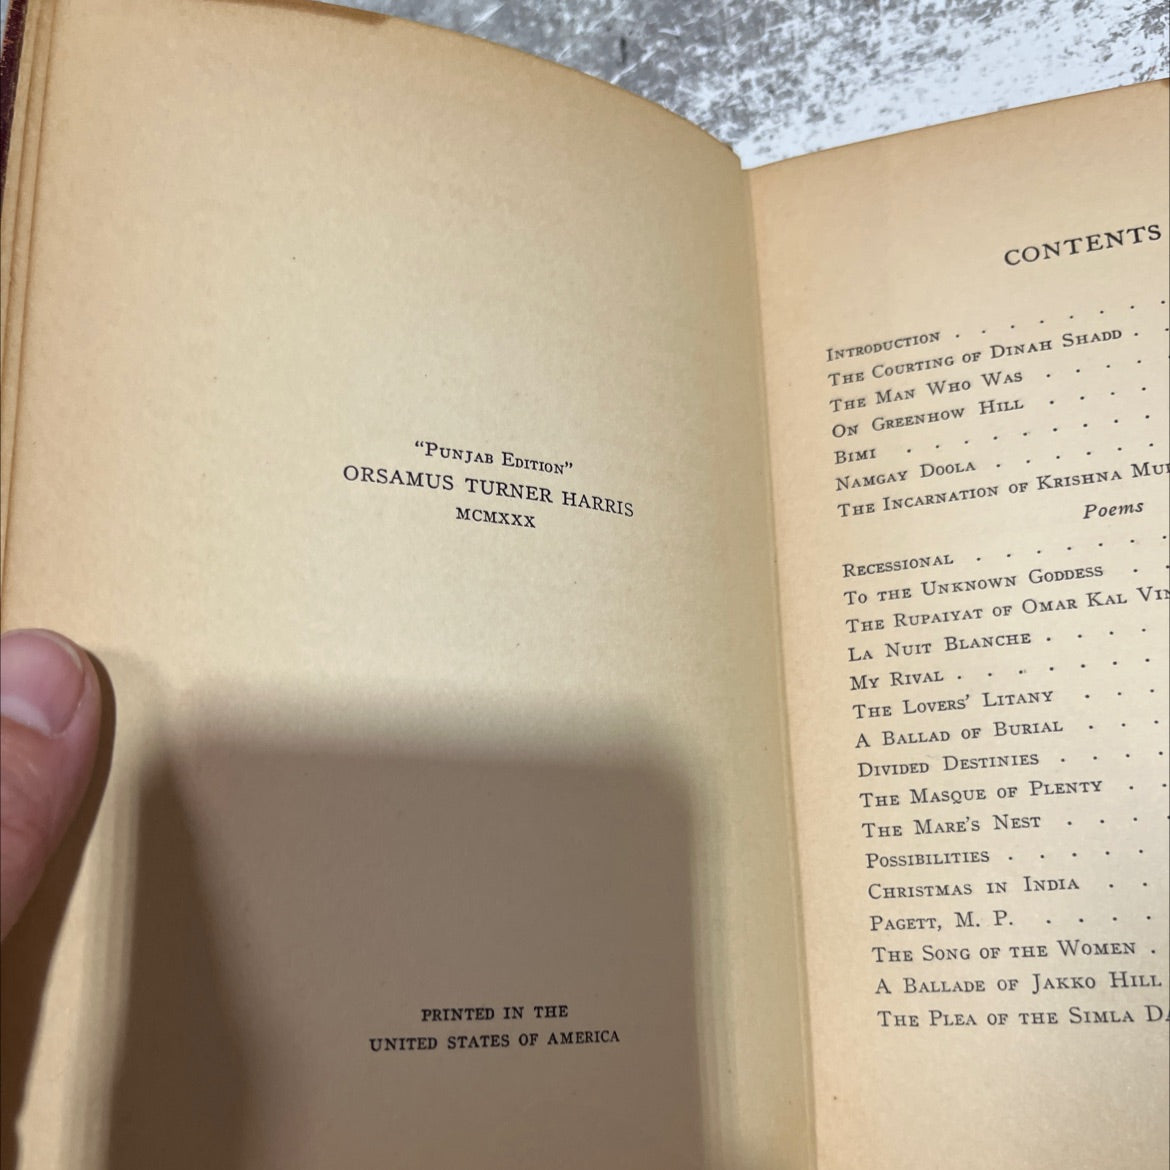 "Punjab Edition"
ORSAMUS TURNER HARRIS
MCMXXX
PRINTED IN THE
UNITED STATES OF AMERICA
CONTENTS
Introduction . . . . . .
The Courting of Dinah Shadd . .
The Man Who Was . . . .
On Greenhow Hill . . . .
Bimi . . . . . . . .
Namgay Doola . . . . .
The Incarnation of Krishna
Poems
Recessional . . . . . .
To the Unknown Goddess . .
The Rupaiyat of Omar Kal
La Nuit Blanche . . . .
My Rival . . . . . . .
The Lovers' Litany . . .
A Ballad of Burial . . .
Divided Destinies . . . .
The Masque of Plenty . .
The Mare's Nest . . . .
Possibilities . . . . .
Christmas in India . .
Pagett, M. P. . . . .
The Song of the Women .
A Ballade of Jakko Hill
The Plea of the Simla